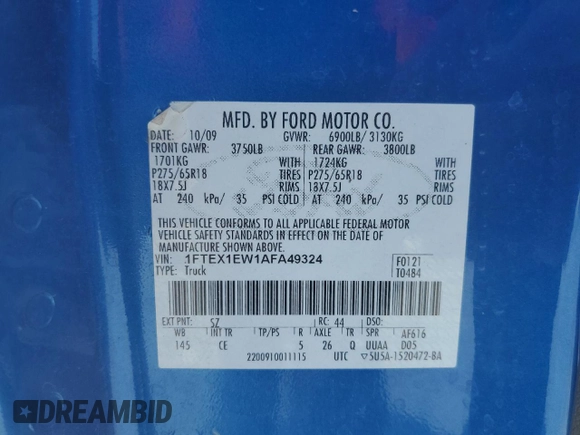 MFD. BY FORD MOTOR CO.
DATE: 10/09 GVWR: 6900LB/ 3130KG
FRONT GAWR: 3750LB REAR GAWR: 3800LB
1701KG WITH 1724KG WITH
P275/65R18 TIRES P275/65R18 TIRES
18X7.5J RIMS 18X7.5J RIMS
AT 240 kPa/ 35 PSI COLD AT 240 kPa/ 35 PSI COLD
THIS VEHICLE CONFORMS TO ALL APPLICABLE FEDERAL MOTOR
VEHICLE SAFETY STANDARDS IN EFFECT ON THE DATE OF
MANUFACTURE SHOWN ABOVE.
VIN: 1FTEX1EW1AFA49324 F0121
TYPE: Truck T0484
EXT PNT: SZ RC: 44 DSO:
WB INT TR TP/PS R AXLE TR SPR AF616
145 CE 5 26 Q UUAA D05
2200910011115 UTC ▽5U5A-1520472-BA
DREAMBID